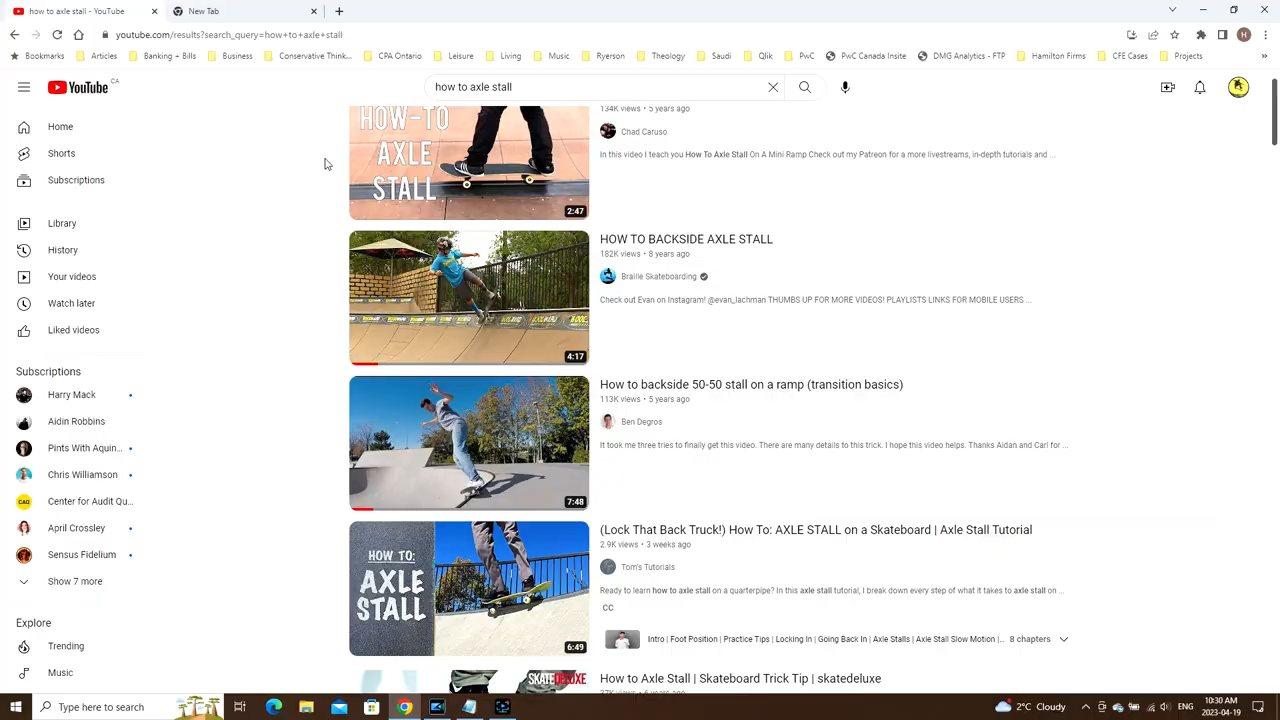 how to axle stall - YouTube
New Tab
youtube.com/results?search_query=how+to+axle+stall
H
Bookmarks
Articles
Banking + Bills
Business
Conservative Think...
CPA Ontario
Leisure
Living
Music
Ryerson
Theology
Saudi
Qlik
PwC
PwC Canada Insite
DMG Analytics - FTP
Hamilton Firms
CFE Cases
Projects
YouTube CA
how to axle stall
Home
Shorts
Subscriptions
Library
History
Your videos
Watch later
Liked videos
Subscriptions
Harry Mack
Aidin Robbins
Pints With Aquin...
Chris Williamson
CAQ
Center for Audit Qu...
April Crossley
Sensus Fidelium
Show 7 more
Explore
Trending
Music
HOW-TO
AXLE
STALL
2:47
134K views • 5 years ago
Chad Caruso
In this video I teach you How To Axle Stall On A Mini Ramp Check out my Patreon for a more livestreams, in-depth tutorials and ...
4:17
HOW TO BACKSIDE AXLE STALL
182K views • 8 years ago
Braille Skateboarding
Check out Evan on Instagram! @evan_lachman THUMBS UP FOR MORE VIDEOS! PLAYLISTS LINKS FOR MOBILE USERS ...
7:48
How to backside 50-50 stall on a ramp (transition basics)
113K views • 5 years ago
Ben Degros
It took me three tries to finally get this video. There are many details to this trick. I hope this video helps. Thanks Aidan and Carl for ...
HOW TO:
AXLE
STALL
6:49
(Lock That Back Truck!) How To: AXLE STALL on a Skateboard | Axle Stall Tutorial
2.9K views • 3 weeks ago
Tom's Tutorials
Ready to learn how to axle stall on a quarterpipe? In this axle stall tutorial, I break down every step of what it takes to axle stall on ...
CC
Intro | Foot Position | Practice Tips | Locking In | Going Back In | Axle Stalls | Axle Stall Slow Motion |...
8 chapters
SKATEDELUXE
How to Axle Stall | Skateboard Trick Tip | skatedeluxe
37K views • 6 years ago
Type here to search
2°C Cloudy
ENG
10:30 AM
2023-04-19